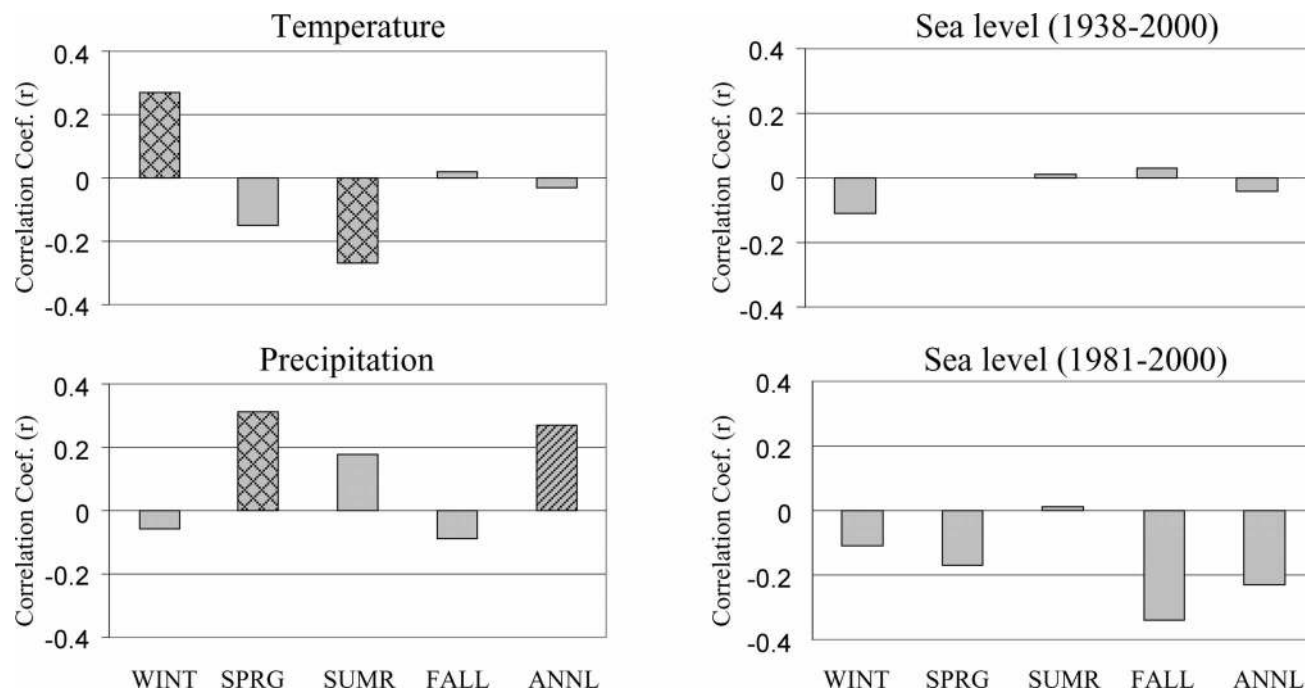 Temperature
Correlation Coef. (r)
0.4
0.2
0
-0.2
-0.4
Sea level (1938-2000)
Correlation Coef. (r)
0.4
0.2
0
-0.2
-0.4
Precipitation
Correlation Coef. (r)
0.4
0.2
0
-0.2
-0.4
WINT SPRG SUMR FALL ANNL
Sea level (1981-2000)
Correlation Coef. (r)
0.4
0.2
0
-0.2
-0.4
WINT SPRG SUMR FALL ANNL